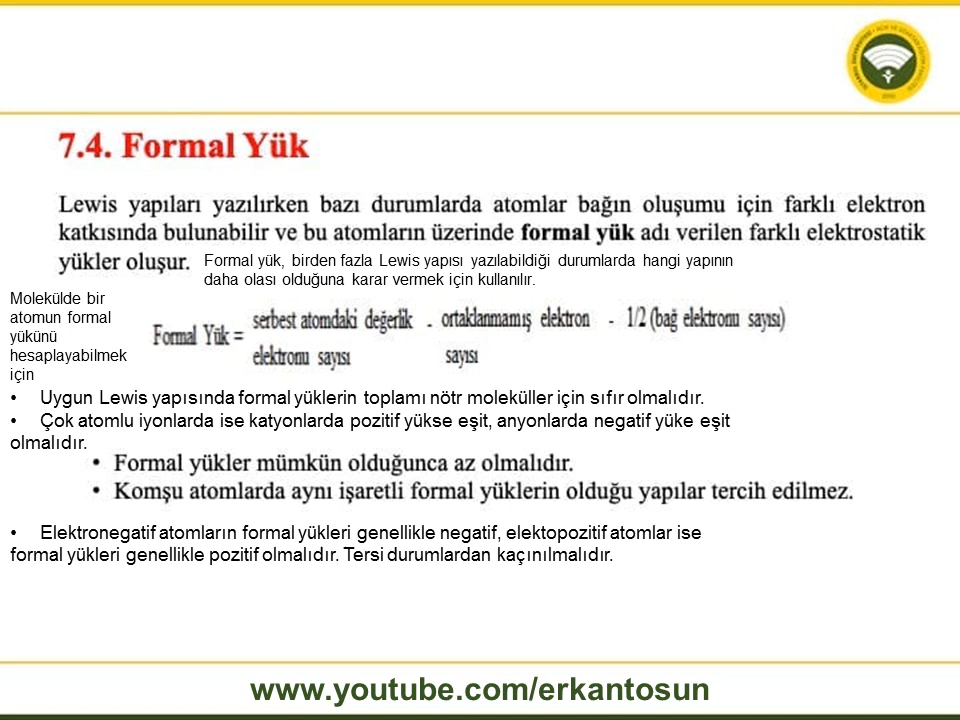 7.4. Formal Yük
Lewis yapıları yazılırken bazı durumlarda atomlar bağın oluşumu için farklı elektron
katkısında bulunabilir ve bu atomların üzerinde formal yük adı verilen farklı elektrostatik
yükler oluşur.
Formal yük, birden fazla Lewis yapısı yazılabildiği durumlarda hangi yapının
daha olası olduğuna karar vermek için kullanılır.
Molekülde bir
atomun formal
yükünü
hesaplayabilmek
için
Formal Yük = serbest atomdaki değerlik - ortaklanmamış elektron - 1/2 (bağ elektronu sayısı)
elektronu sayısı sayısı
• Uygun Lewis yapısında formal yüklerin toplamı nötr moleküller için sıfır olmalıdır.
• Çok atomlu iyonlarda ise katyonlarda pozitif yükse eşit, anyonlarda negatif yüke eşit
olmalıdır.
• Formal yükler mümkün olduğunca az olmalıdır.
• Komşu atomlarda aynı işaretli formal yüklerin olduğu yapılar tercih edilmez.
• Elektronegatif atomların formal yükleri genellikle negatif, elektopozitif atomlar ise
formal yükleri genellikle pozitif olmalıdır. Tersi durumlardan kaçınılmalıdır.
www.youtube.com/erkantosun